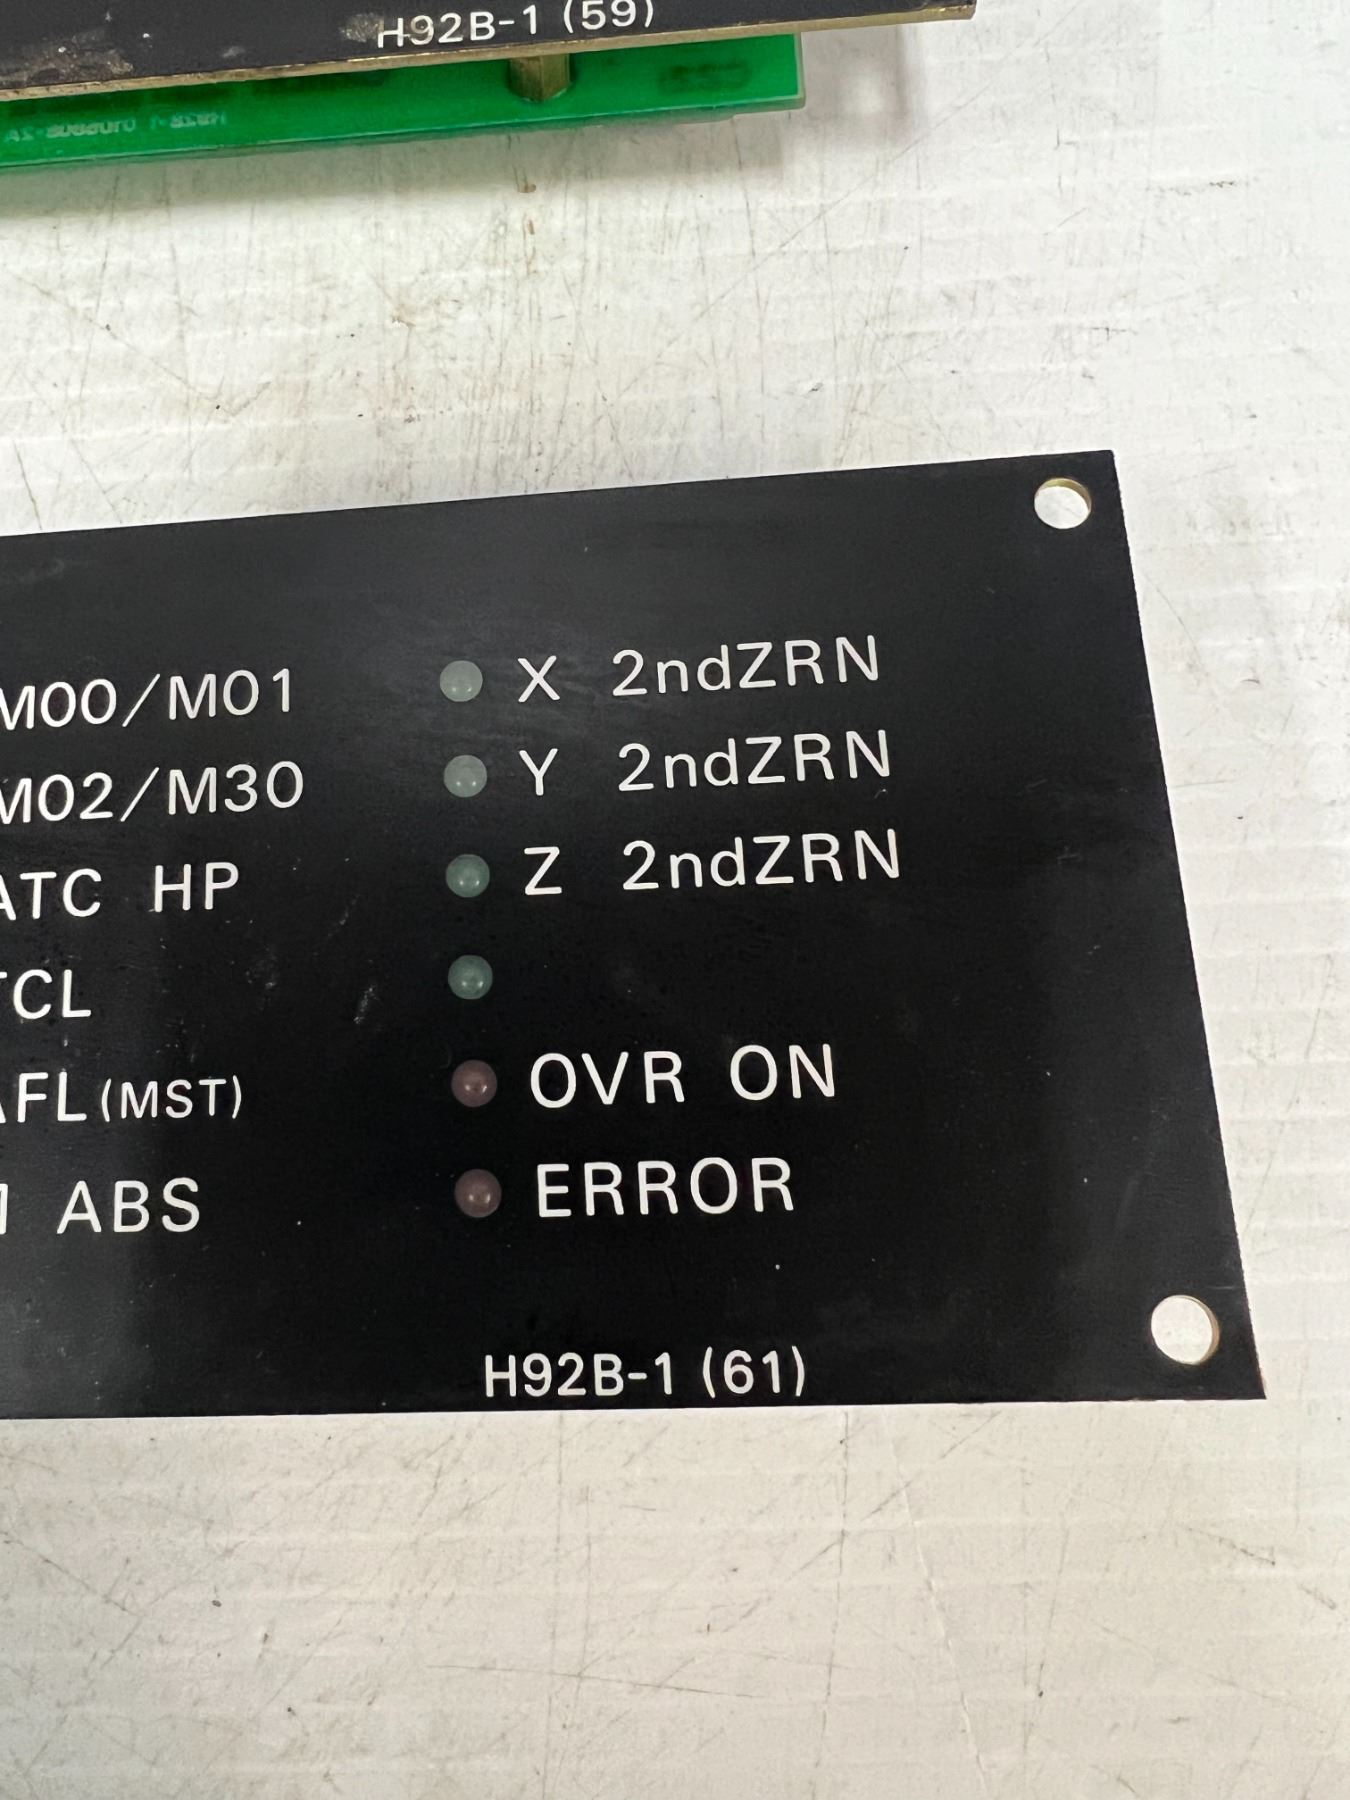 H92B-1 (59)
M00/M01
X 2ndZRN
M02/M30
Y 2ndZRN
ATC HP
Z 2ndZRN
TCL
AFL(MST)
OVR ON
ABS
ERROR
H92B-1 (61)